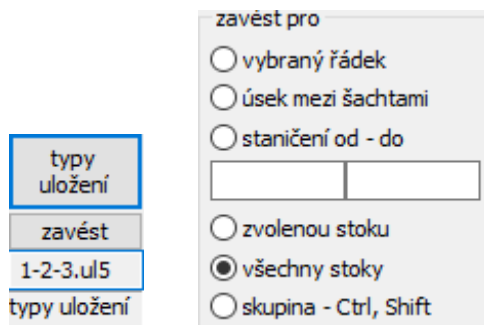 typy
uložení
zavést
1-2-3.ul5
typy uložení
zavést pro
vybraný řádek
úsek mezi šachtami
staničení od - do
zvolenou stoku
všechny stoky
skupina - Ctrl, Shift